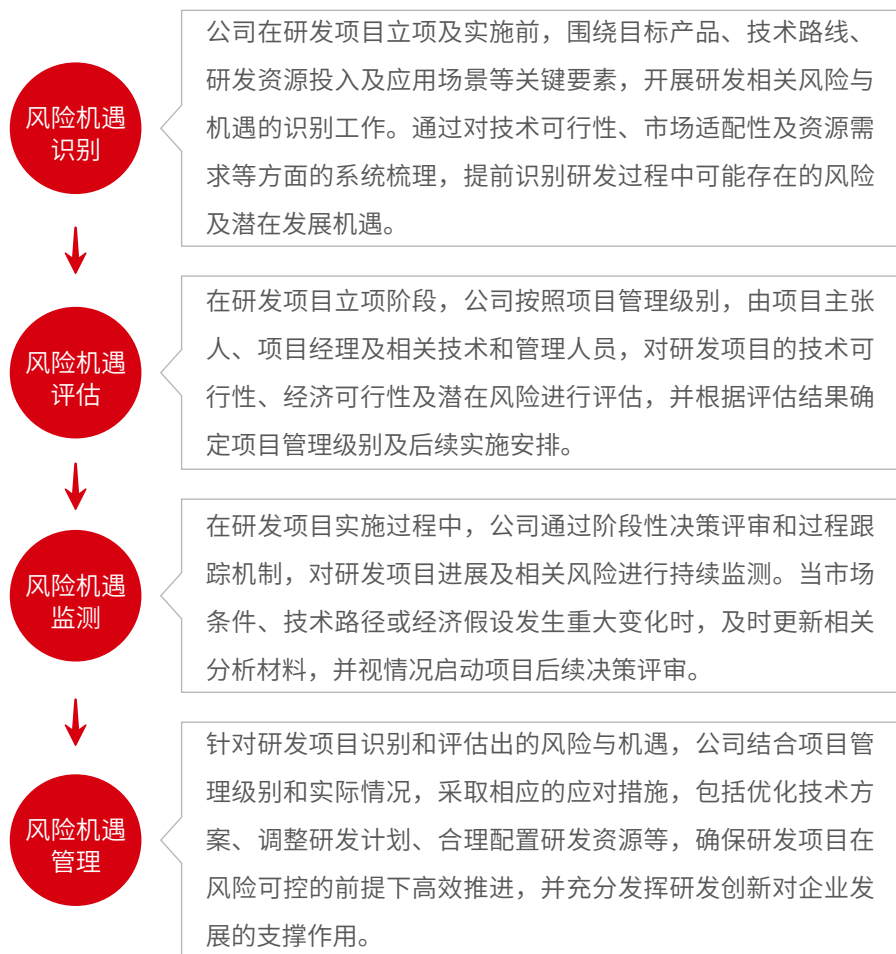 风险机遇
识别
公司在研发项目立项及实施前，围绕目标产品、技术路线、
研发资源投入及应用场景等关键要素，开展研发相关风险与
机遇的识别工作。通过对技术可行性、市场适配性及资源需
求等方面的系统梳理，提前识别研发过程中可能存在的风险
及潜在发展机遇。
风险机遇
评估
在研发项目立项阶段，公司按照项目管理级别，由项目主张
人、项目经理及相关技术和管理人员，对研发项目的技术可
行性、经济可行性及潜在风险进行评估，并根据评估结果确
定项目管理级别及后续实施安排。
风险机遇
监测
在研发项目实施过程中，公司通过阶段性决策评审和过程跟
踪机制，对研发项目进展及相关风险进行持续监测。当市场
条件、技术路径或经济假设发生重大变化时，及时更新相关
分析材料，并视情况启动项目后续决策评审。
风险机遇
管理
针对研发项目识别和评估出的风险与机遇，公司结合项目管
理级别和实际情况，采取相应的应对措施，包括优化技术方
案、调整研发计划、合理配置研发资源等，确保研发项目在
风险可控的前提下高效推进，并充分发挥研发创新对企业发
展的支撑作用。